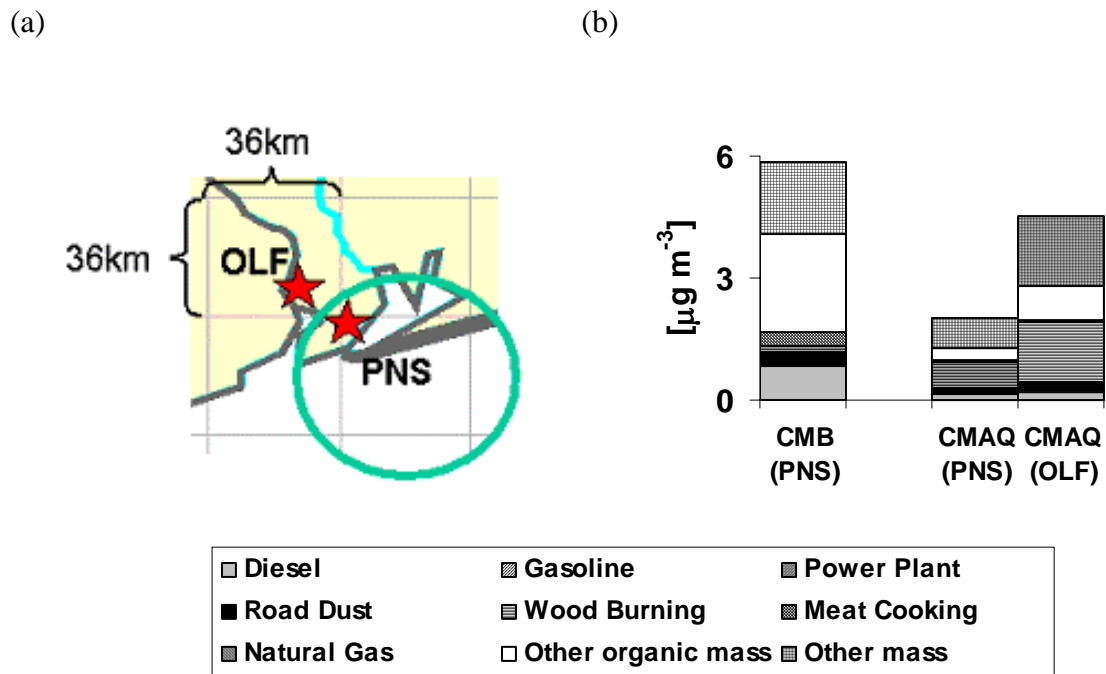 (a)
(b)
36km
36km
OLF
PNS
6
3
0
[μg m-3]
CMB
(PNS)
CMAQ
(PNS)
CMAQ
(OLF)
Diesel
Gasoline
Power Plant
Road Dust
Wood Burning
Meat Cooking
Natural Gas
Other organic mass
Other mass